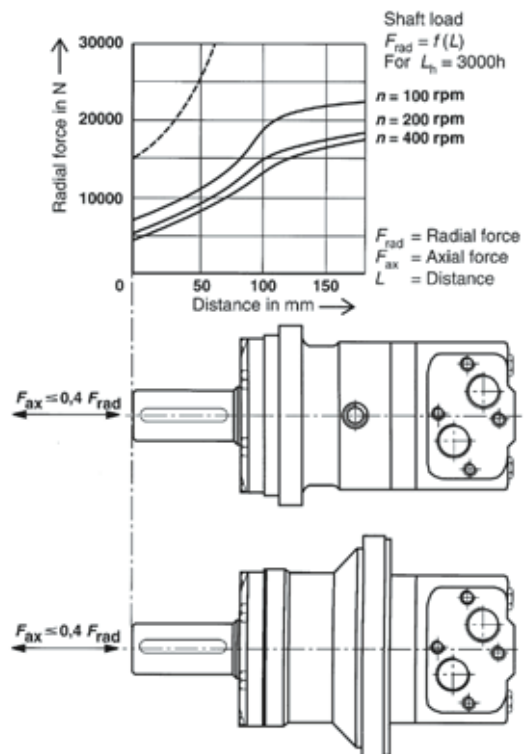 Shaft load
F_rad = f(L)
For L_h = 3000h
Radial force in N
30000
20000
10000
0
50
100
150
Distance in mm
n = 100 rpm
n = 200 rpm
n = 400 rpm
F_rad = Radial force
F_ax = Axial force
L = Distance
F_ax ≤ 0,4 F_rad
F_ax ≤ 0,4 F_rad